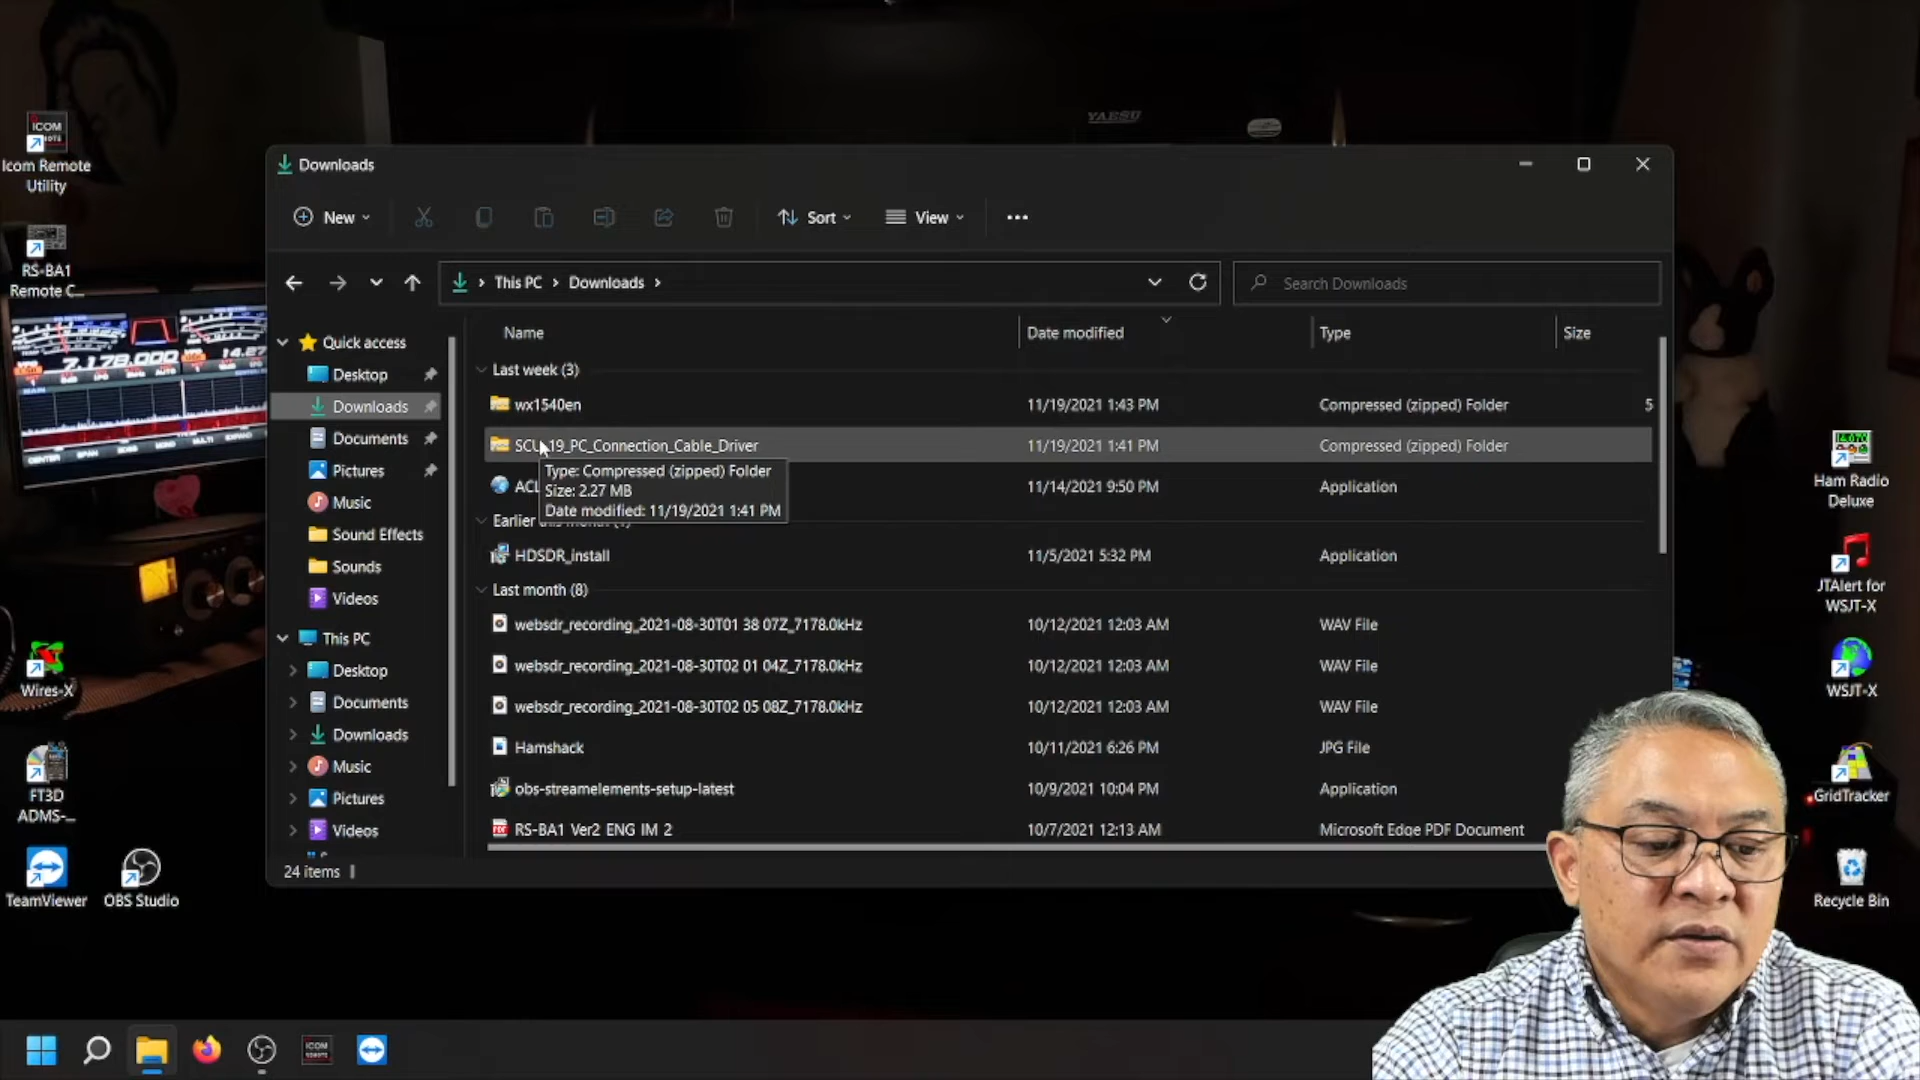 YAESU
ICOM
Icom Remote
Utility
RS-BA1
Remote C...
7.178.000
14.27
Wires-X
FT3D
ADMS-...
TeamViewer
OBS Studio
Downloads
New
Sort
View
This PC
Downloads
Search Downloads
Quick access
Desktop
Downloads
Documents
Pictures
Music
Sound Effects
Sounds
Videos
This PC
Desktop
Documents
Downloads
Music
Pictures
Videos
Name Date modified Type Size
Last week (3)
wx1540en 11/19/2021 1:43 PM Compressed (zipped) Folder 5
SCU 19_PC_Connection_Cable_Driver 11/19/2021 1:41 PM Compressed (zipped) Folder
Type: Compressed (zipped) Folder
Size: 2.27 MB
Date modified: 11/19/2021 1:41 PM
ACL 11/14/2021 9:50 PM Application
Earlier
HDSDR_install 11/5/2021 5:32 PM Application
Last month (8)
websdr_recording_2021-08-30T01 38 07Z_7178.0kHz 10/12/2021 12:03 AM WAV File
websdr_recording_2021-08-30T02 01 04Z_7178.0kHz 10/12/2021 12:03 AM WAV File
websdr_recording_2021-08-30T02 05 08Z_7178.0kHz 10/12/2021 12:03 AM WAV File
Hamshack 10/11/2021 6:26 PM JPG File
obs-streamelements-setup-latest 10/9/2021 10:04 PM Application
RS-BA1 Ver2 ENG IM 2 10/7/2021 12:13 AM Microsoft Edge PDF Document
24 items
Ham Radio
Deluxe
JTAlert for
WSJT-X
WSJT-X
GridTracker
Recycle Bin
ICOM